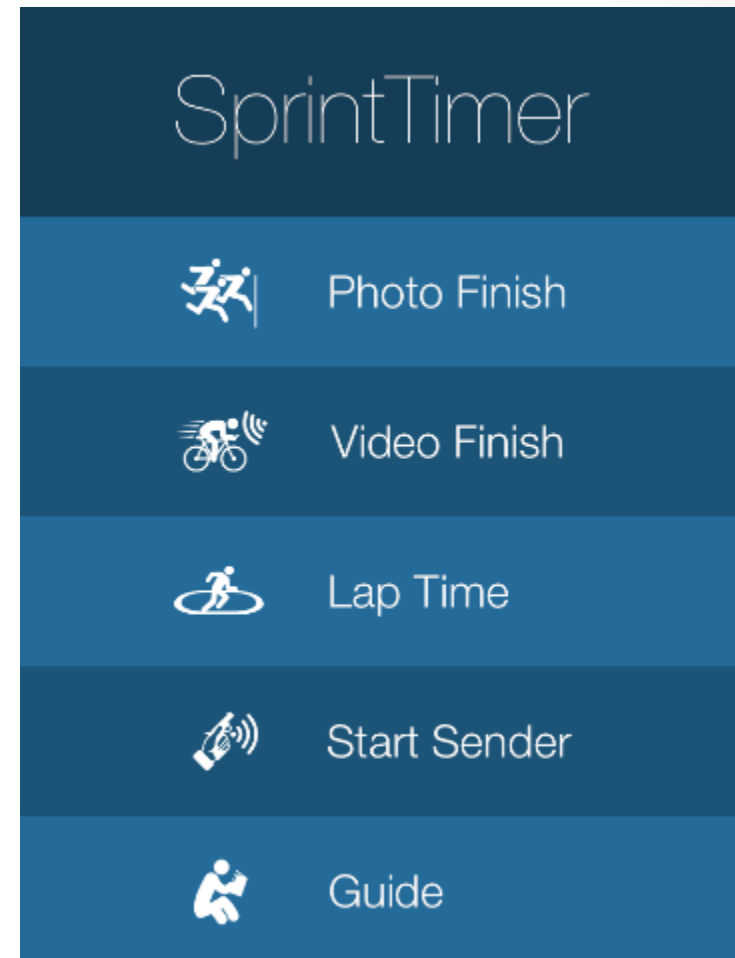 SprintTimer
Photo Finish
Video Finish
Lap Time
Start Sender
Guide